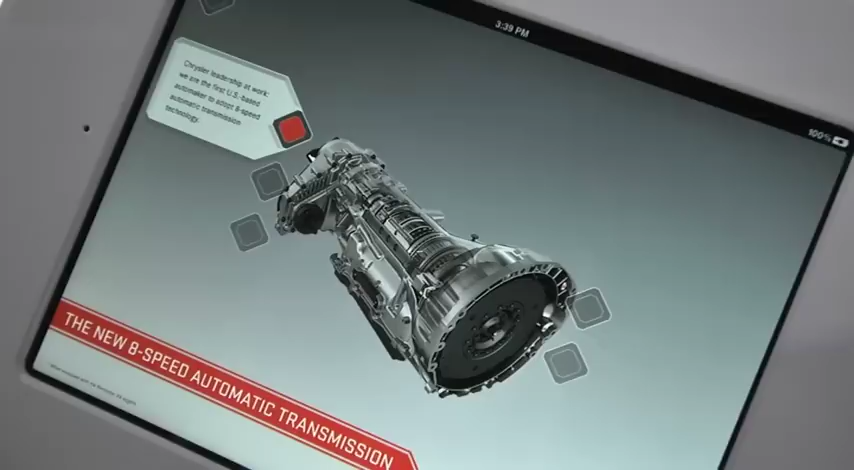 3:39 PM
100%
Chrysler leadership at work:
we are the first U.S.-based
automaker to adopt 8-speed
automatic transmission
technology.
THE NEW 8-SPEED AUTOMATIC TRANSMISSION